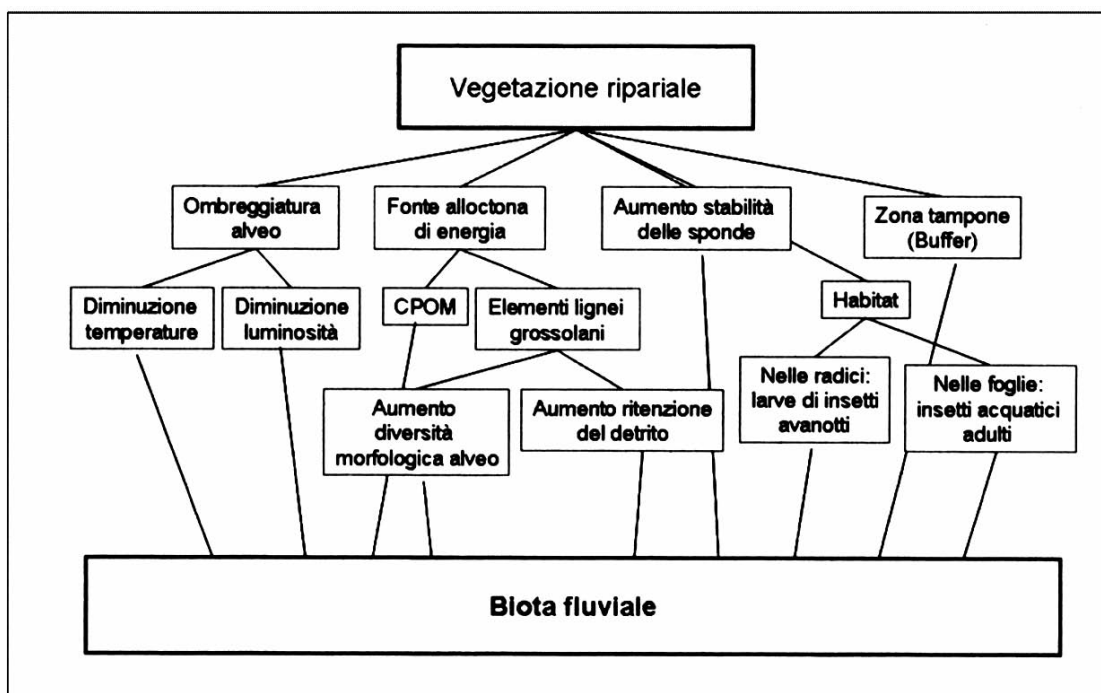 Vegetazione ripariale
Ombreggiatura
alveo
Fonte alloctona
di energia
Aumento stabilità
delle sponde
Zona tampone
(Buffer)
Diminuzione
temperature
Diminuzione
luminosità
CPOM
Elementi lignei
grossolani
Habitat
Aumento
diversità
morfologica alveo
Aumento ritenzione
del detrito
Nelle radici:
larve di insetti
avanotti
Nelle foglie:
insetti acquatici
adulti
Biota fluviale